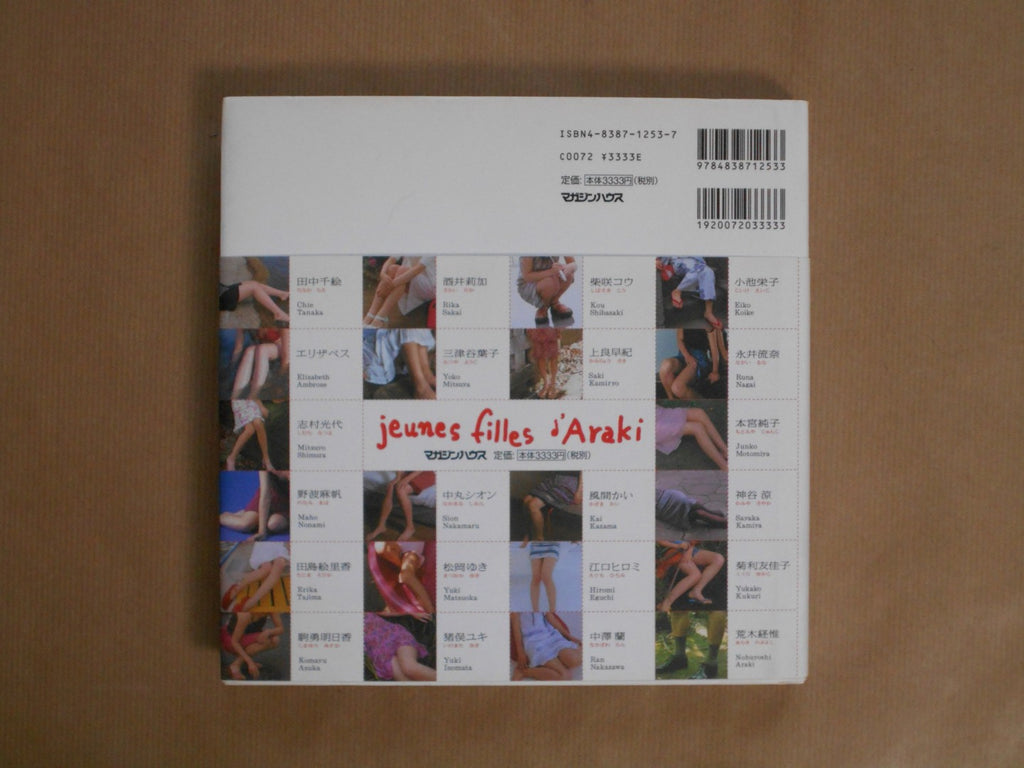 ISBN4-8387-1253-7
C0072 ¥3333E
定価: 本体3333円(税別)
マガジンハウス
9784838712533
1920072033333
田中千絵
Chie
Tanaka
酒井莉加
Rika
Sakai
柴咲コウ
Kou
Shibasaki
小池栄子
Eiko
Koike
エリザベス
Elizabeth
Ambrose
三津谷葉子
Yoko
Mitsuya
上良早紀
Saki
Kamiryo
永井流奈
Runa
Nagai
志村光代
Mitsuyo
Shimura
jeunes filles d'Araki
マガジンハウス 定価: 本体3333円(税別)
本宮純子
Junko
Motomiya
野波麻帆
Maho
Nonami
中丸シオン
Sion
Nakamaru
風間かい
Kai
Kazama
神谷 涼
Kamiya
田島絵里香
Erika
Tajima
松岡ゆき
Yuki
Matsuoka
江口ヒロミ
Hiromi
Eguchi
菊利友佳子
Yukako
Kukuri
駒勇明日香
Komayu
Asuka
猪俣ユキ
Yuki
Inomata
中澤 蘭
Ran
Nakazawa
荒木経惟
Nobuyoshi
Araki